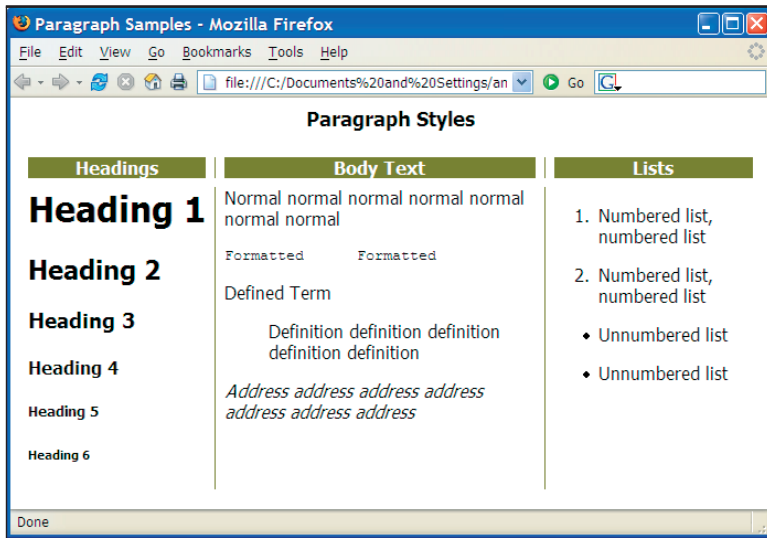 Paragraph Samples - Mozilla Firefox
File Edit View Go Bookmarks Tools Help
file:///C:/Documents%20and%20Settings/an Go G
Paragraph Styles
Headings
Heading 1
Heading 2
Heading 3
Heading 4
Heading 5
Heading 6
Body Text
Normal normal normal normal normal
normal normal
Formatted Formatted
Defined Term
Definition definition definition
definition definition
Address address address address
address address address
Lists
1. Numbered list,
numbered list
2. Numbered list,
numbered list
• Unnumbered list
• Unnumbered list
Done